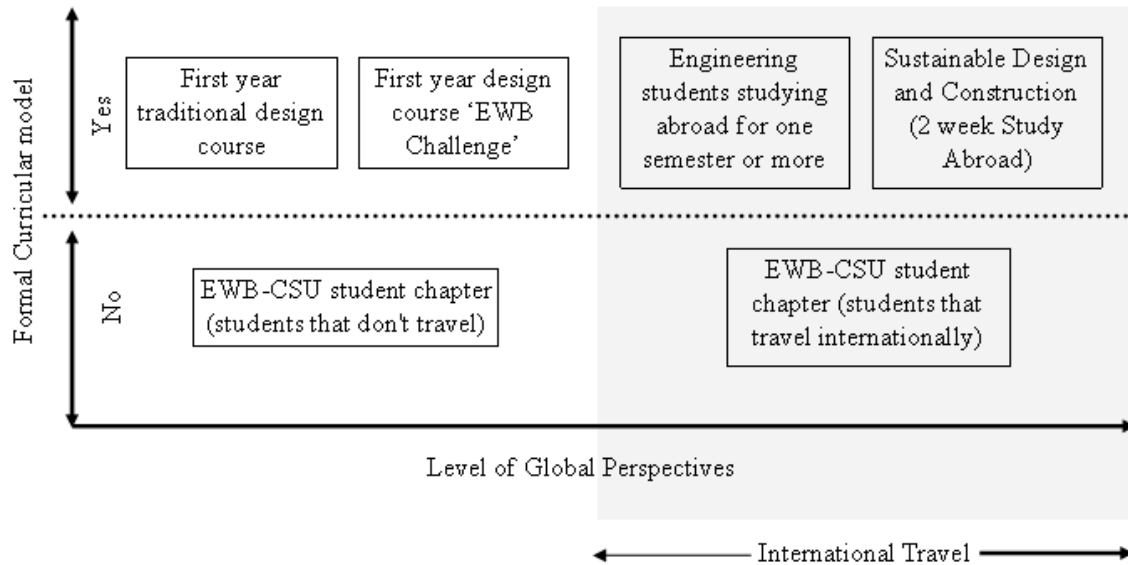 Formal Curricular model
Yes
First year
traditional design
course
First year design
course ‘EWB
Challenge’
Engineering
students studying
abroad for one
semester or more
Sustainable Design
and Construction
(2 week Study
Abroad)
No
EWB-CSU student chapter
(students that don't travel)
EWB-CSU student
chapter (students that
travel internationally)
Level of Global Perspectives
International Travel